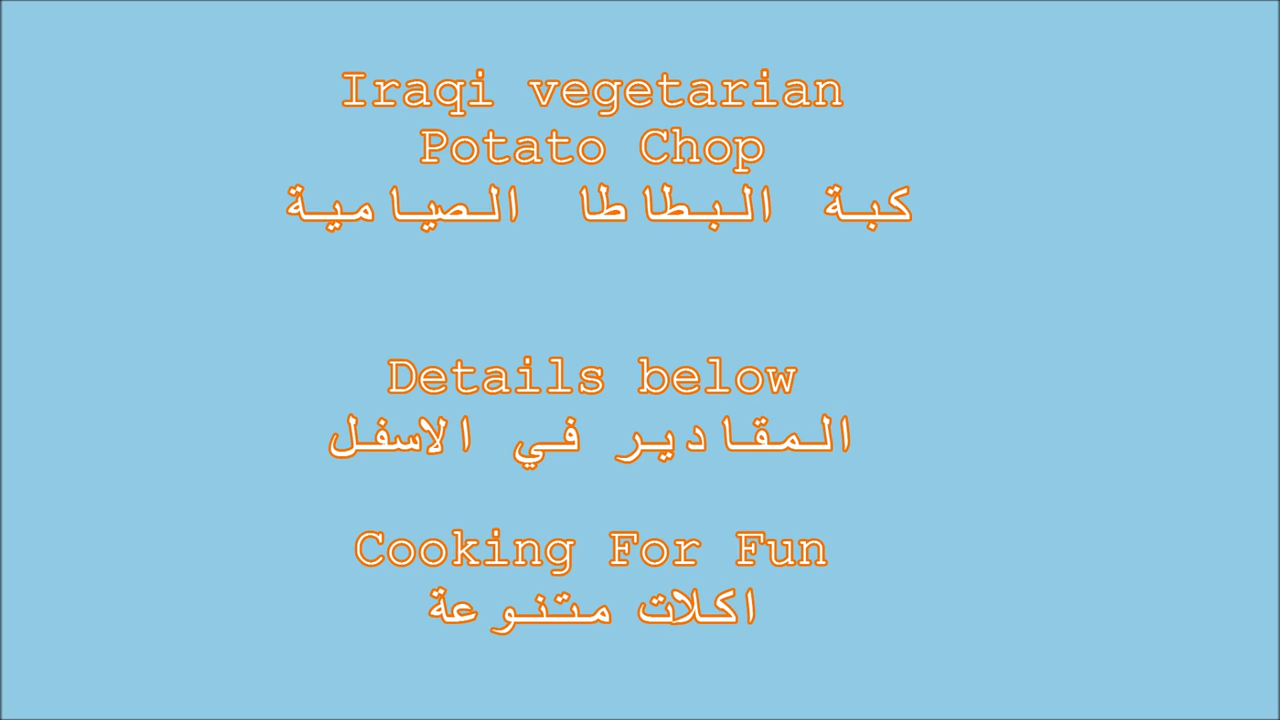 Iraqi vegetarian
Potato Chop
كبة البطاطا الصيامية
Details below
المقادير في الاسفل
Cooking For Fun
اكلات متنوعة